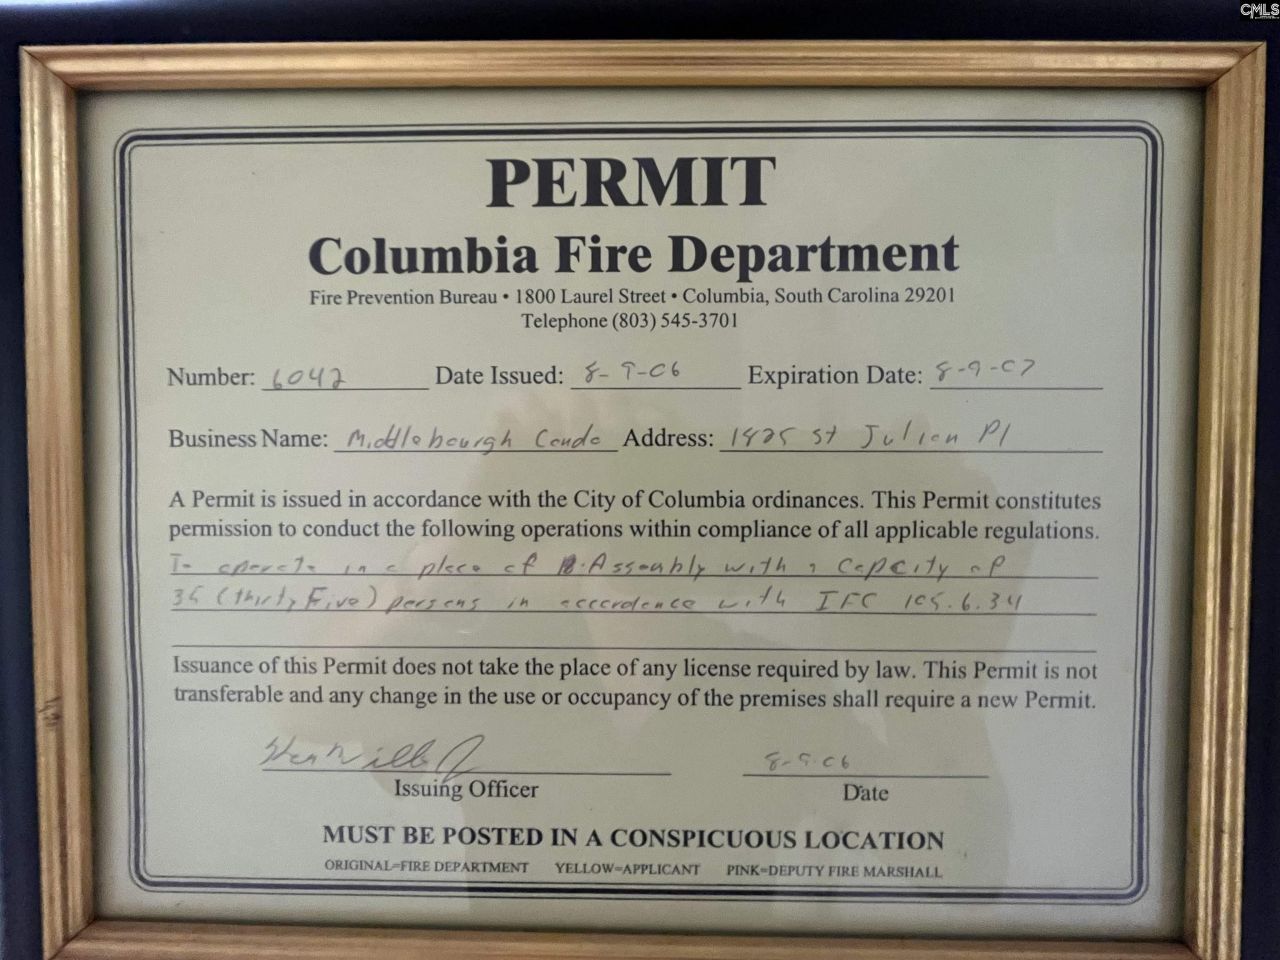 CMLS
PERMIT
Columbia Fire Department
Fire Prevention Bureau • 1800 Laurel Street • Columbia, South Carolina 29201
Telephone (803) 545-3701
Number: 6042 Date Issued: 8-9-06 Expiration Date: 8-9-07
Business Name: Middlebourgh Condo Address: 1825 St Julian Pl
A Permit is issued in accordance with the City of Columbia ordinances. This Permit constitutes
permission to conduct the following operations within compliance of all applicable regulations.
To operate in a place of Assembly with a Capcity of
35 (thirty Five) persons in accordance with IFC 105.6.34
Issuance of this Permit does not take the place of any license required by law. This Permit is not
transferable and any change in the use or occupancy of the premises shall require a new Permit.
8-9-06
Issuing Officer Date
MUST BE POSTED IN A CONSPICUOUS LOCATION
ORIGINAL=FIRE DEPARTMENT YELLOW=APPLICANT PINK=DEPUTY FIRE MARSHALL